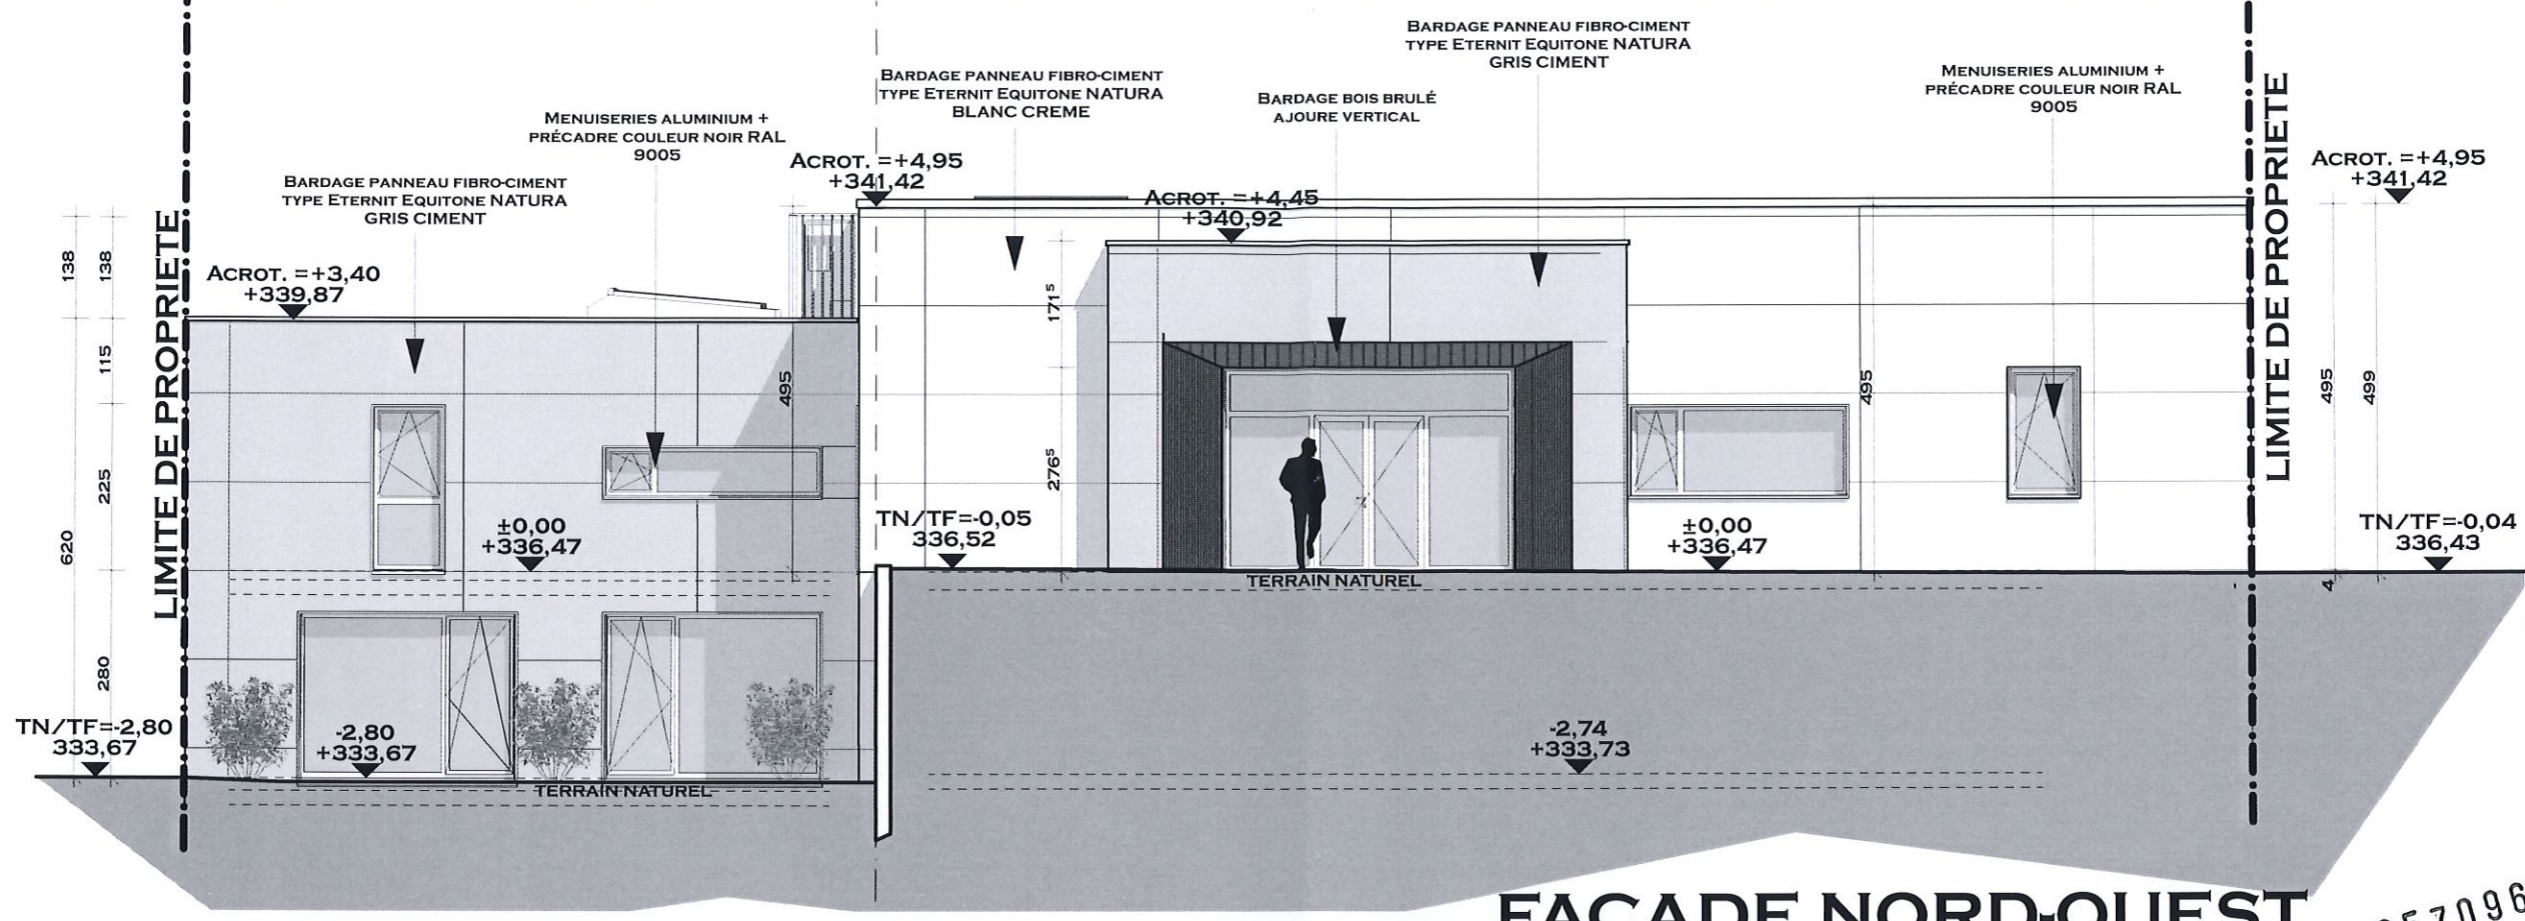 BARDAGE PANNEAU FIBRO-CIMENT
TYPE ETERNIT EQUITONE NATURA
GRIS CIMENT
BARDAGE PANNEAU FIBRO-CIMENT
TYPE ETERNIT EQUITONE NATURA
BLANC CREME
BARDAGE BOIS BRULÉ
AJOURE VERTICAL
MENUISERIES ALUMINIUM +
PRÉCADRE COULEUR NOIR RAL
9005
MENUISERIES ALUMINIUM +
PRÉCADRE COULEUR NOIR RAL
9005
BARDAGE PANNEAU FIBRO-CIMENT
TYPE ETERNIT EQUITONE NATURA
GRIS CIMENT
ACROT. =+4,95
+341,42
ACROT. =+4,45
+340,92
ACROT. =+4,95
+341,42
ACROT. =+3,40
+339,87
LIMITE DE PROPRIETE
LIMITE DE PROPRIETE
138
138
115
225
620
280
495
171⁵
276⁵
495
495
499
4
±0,00
+336,47
TN/TF=-0,05
336,52
±0,00
+336,47
TN/TF=-0,04
336,43
TERRAIN NATUREL
TN/TF=-2,80
333,67
-2,80
+333,67
-2,74
+333,73
TERRAIN NATUREL
FACADE NORD-OUEST